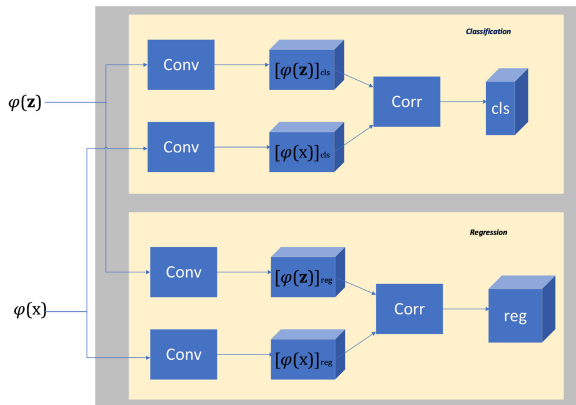 Classification
φ(z)
Conv
[φ(z)]cls
Corr
cls
Conv
[φ(x)]cls
Regression
φ(x)
Conv
[φ(z)]reg
Corr
reg
Conv
[φ(x)]reg